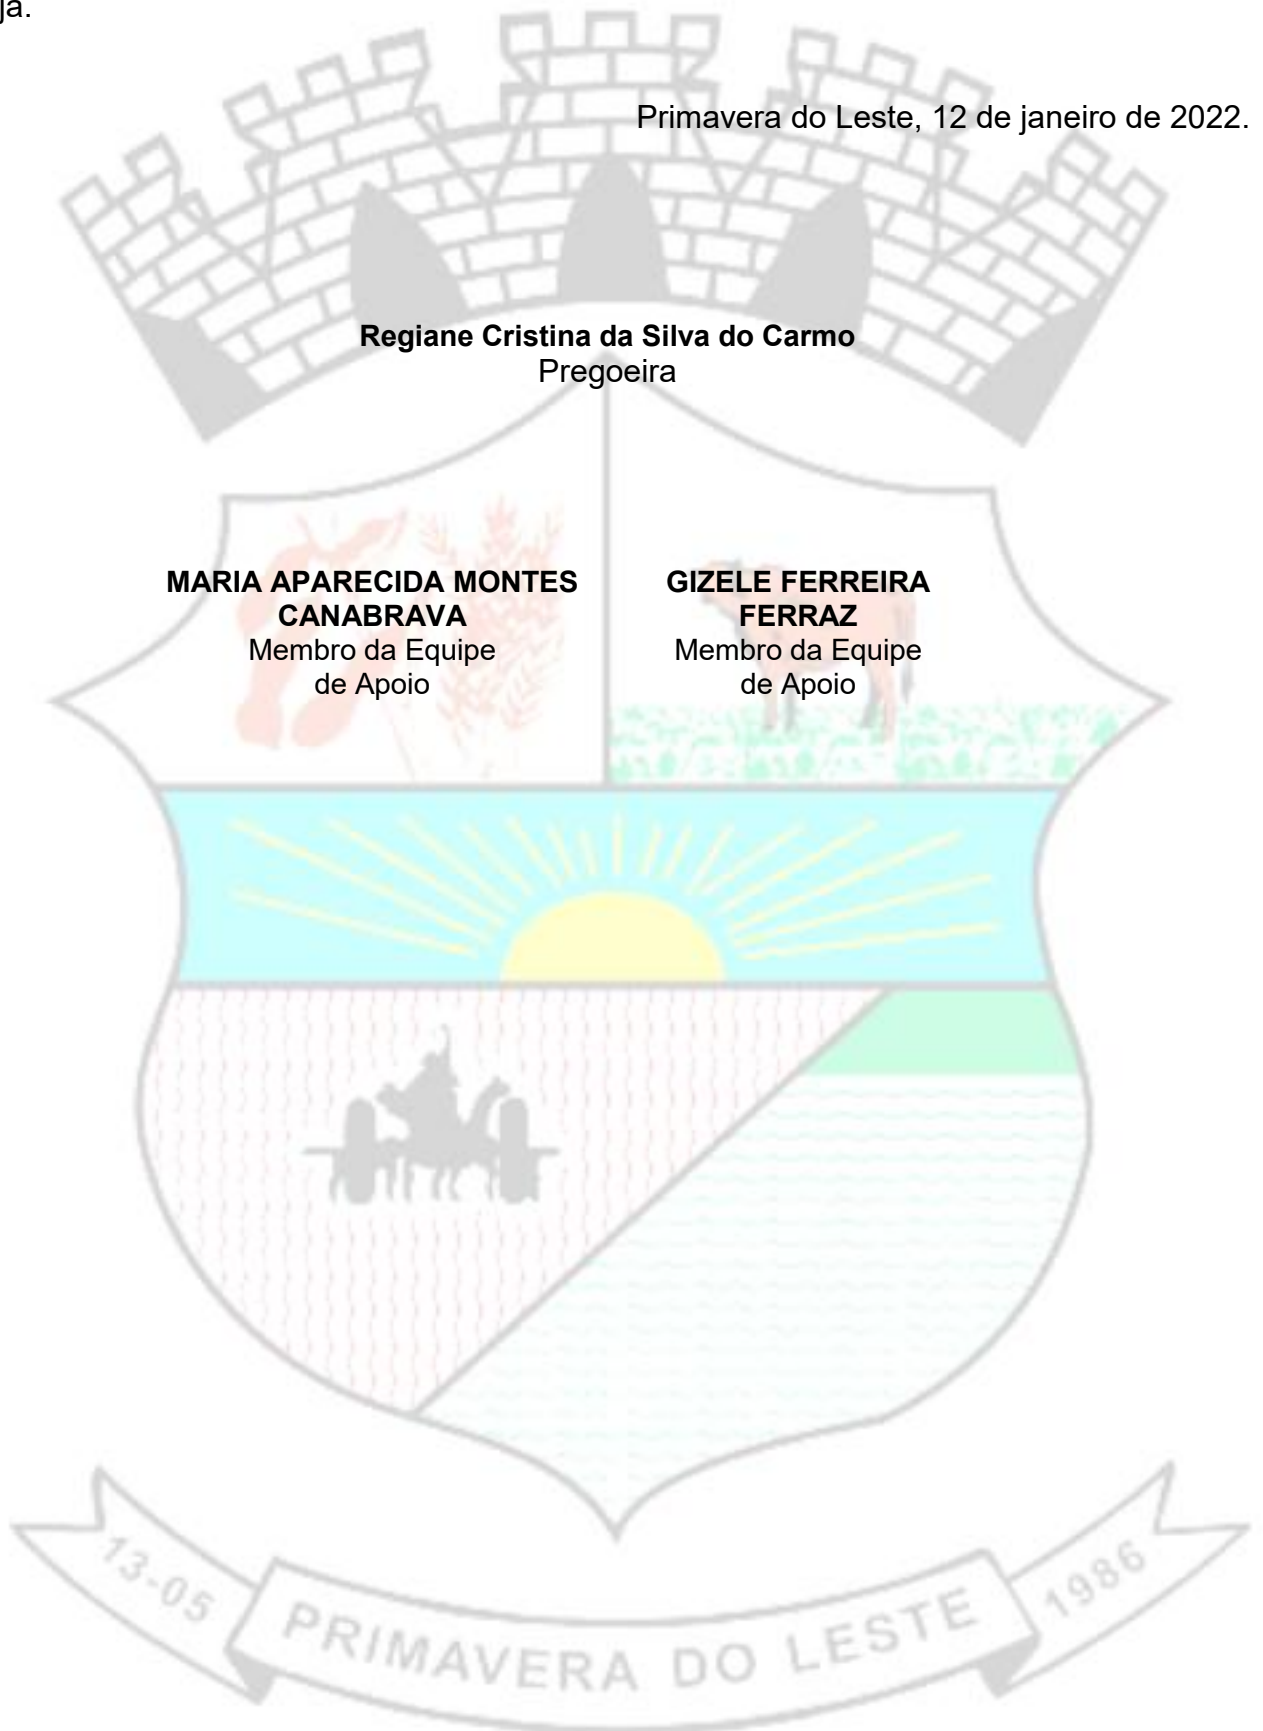 ja.
Primavera do Leste, 12 de janeiro de 2022.
Regiane Cristina da Silva do Carmo
Pregoeira
MARIA APARECIDA MONTES
CANABRAVA
Membro da Equipe
de Apoio
GIZELE FERREIRA
FERRAZ
Membro da Equipe
de Apoio
13-05
PRIMAVERA DO LESTE
1986